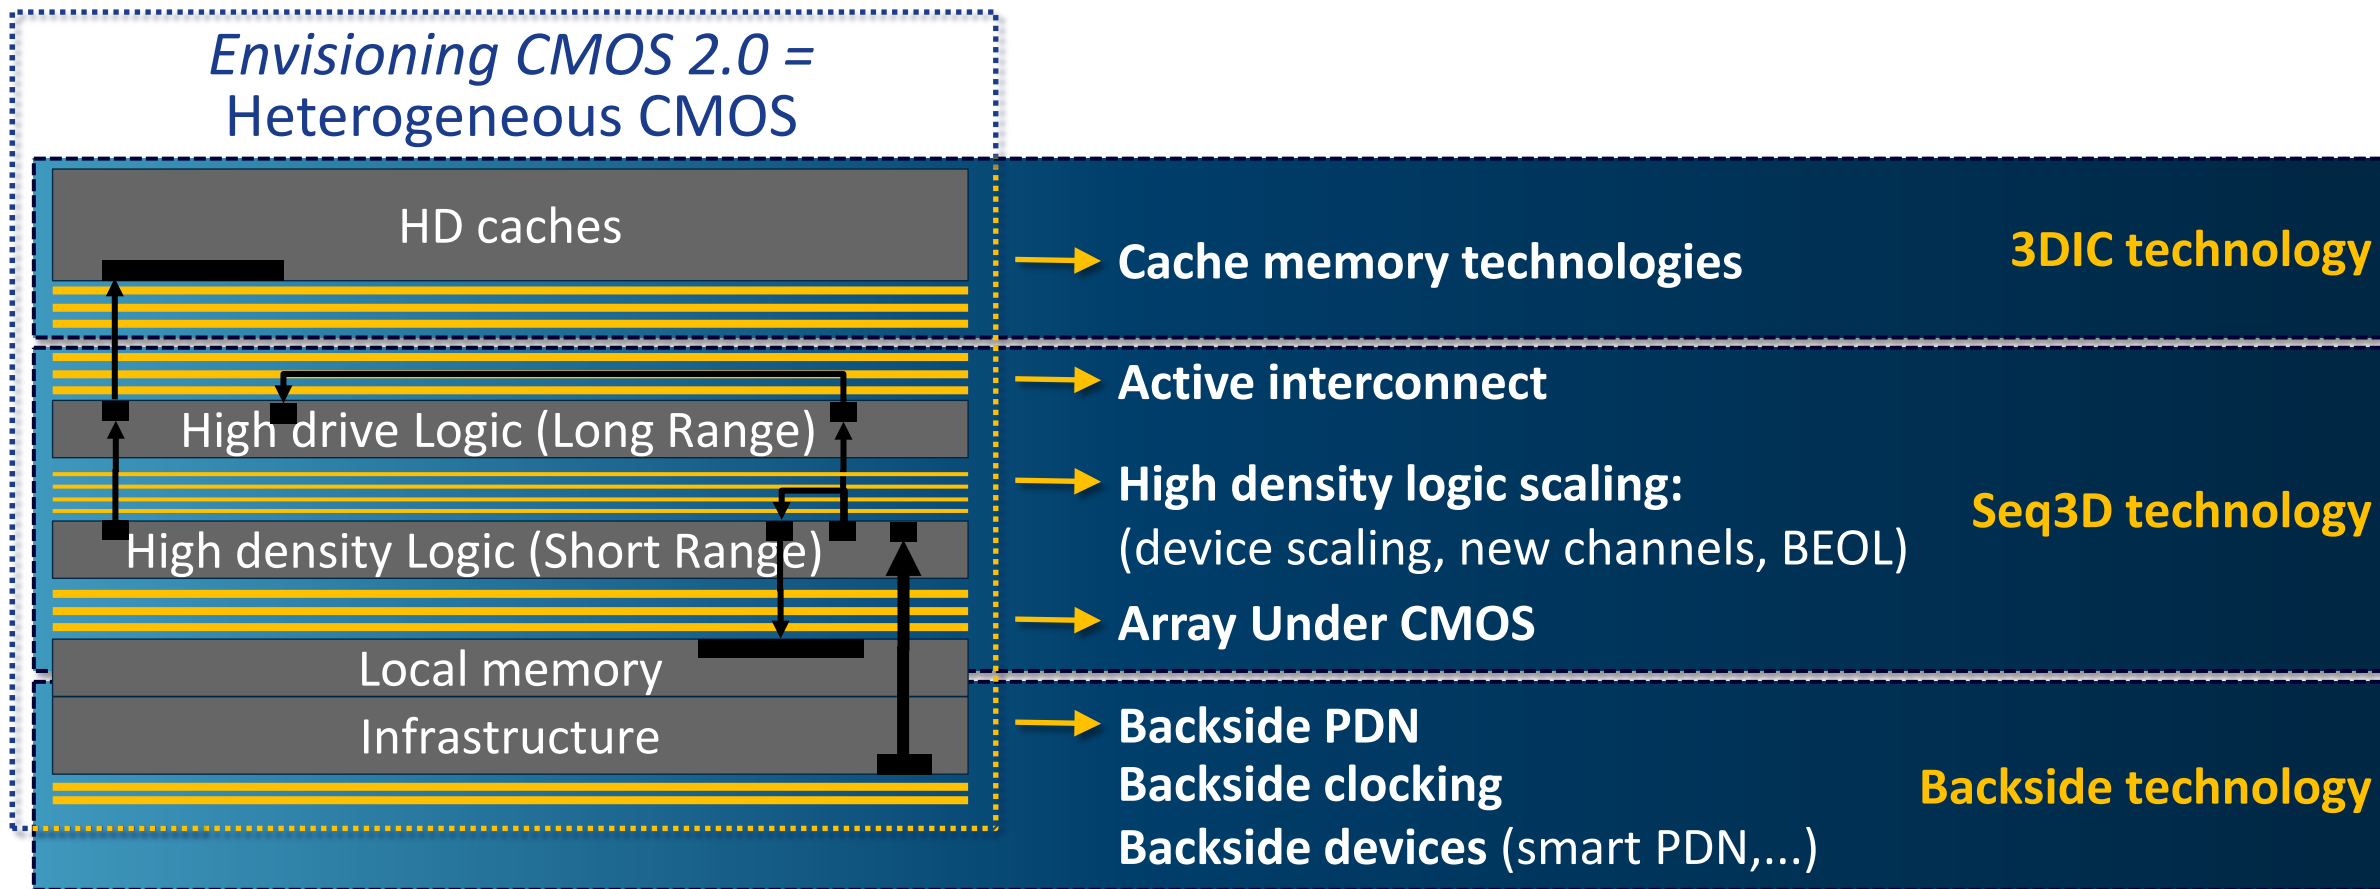 Envisioning CMOS 2.0 =
Heterogeneous CMOS
HD caches
Cache memory technologies
3DIC technology
Active interconnect
High drive Logic (Long Range)
High density logic scaling:
(device scaling, new channels, BEOL)
Seq3D technology
High density Logic (Short Range)
Array Under CMOS
Local memory
Infrastructure
Backside PDN
Backside clocking
Backside devices (smart PDN,...)
Backside technology